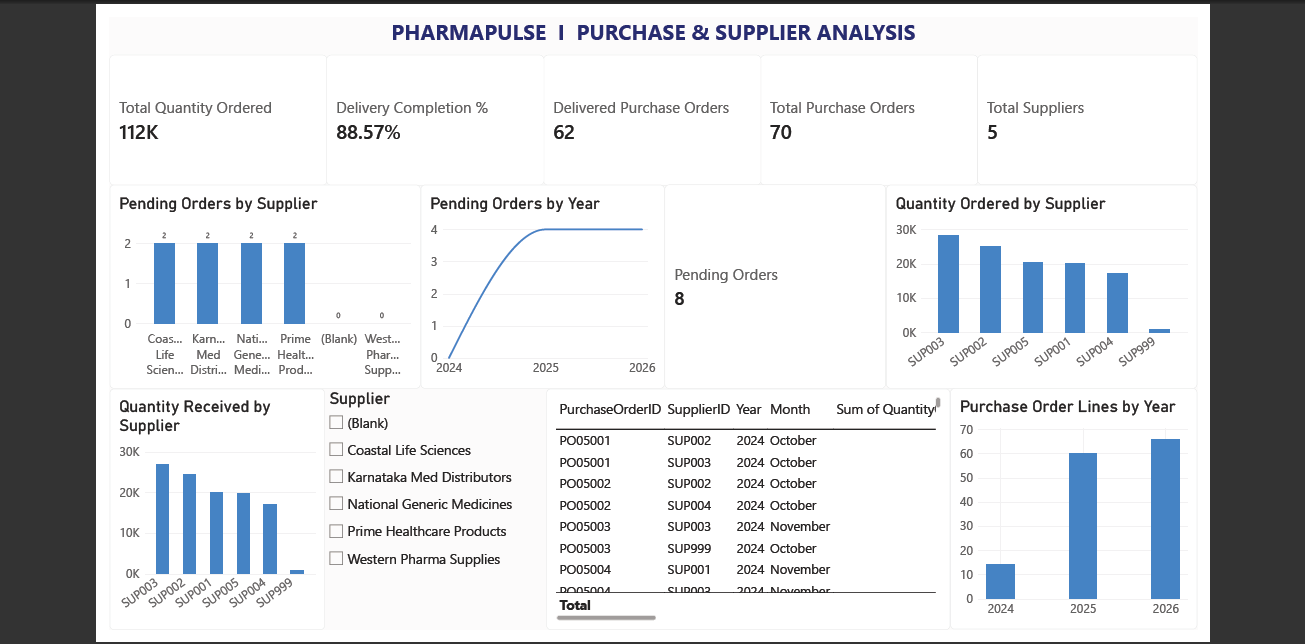 PHARMAPULSE I PURCHASE & SUPPLIER ANALYSIS
Total Quantity Ordered
112K
Delivery Completion %
88.57%
Delivered Purchase Orders
62
Total Purchase Orders
70
Total Suppliers
5
Pending Orders by Supplier
2
1
0
2 2 2 2 0 0
Coas... Karn... Nati... Prime (Blank) West...
Life Med Gene... Healt... Phar...
Scien... Distri... Medi... Prod... Supp...
Pending Orders by Year
4
3
2
1
0
2024 2025 2026
Pending Orders
8
Quantity Ordered by Supplier
30K
20K
10K
0K
SUP003 SUP002 SUP005 SUP001 SUP004 SUP999
Quantity Received by
Supplier
30K
20K
10K
0K
SUP003 SUP002 SUP001 SUP005 SUP004 SUP999
Supplier
(Blank)
Coastal Life Sciences
Karnataka Med Distributors
National Generic Medicines
Prime Healthcare Products
Western Pharma Supplies
PurchaseOrderID SupplierID Year Month Sum of Quantity
PO05001 SUP002 2024 October
PO05001 SUP003 2024 October
PO05002 SUP002 2024 October
PO05002 SUP004 2024 October
PO05003 SUP003 2024 November
PO05003 SUP999 2024 October
PO05004 SUP001 2024 November
PO05004 SUP003 2024 November
Total
Purchase Order Lines by Year
70
60
50
40
30
20
10
0
2024 2025 2026